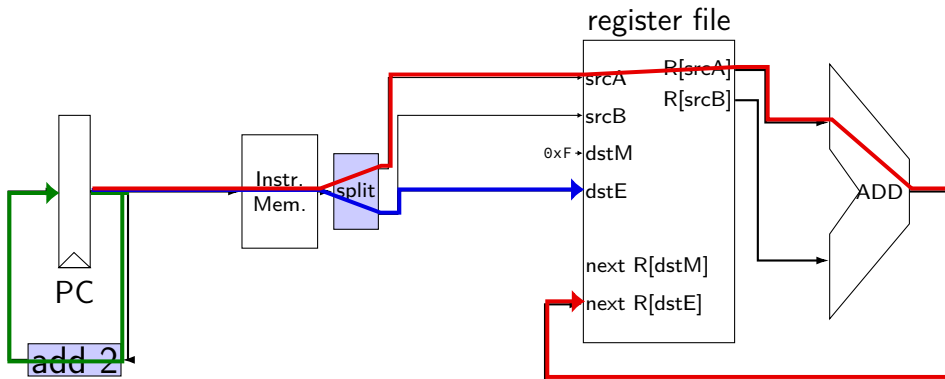 register file
srcA
R[srcA]
R[srcB]
srcB
0xF
dstM
Instr.
Mem.
split
dstE
ADD
next R[dstM]
PC
next R[dstE]
add 2